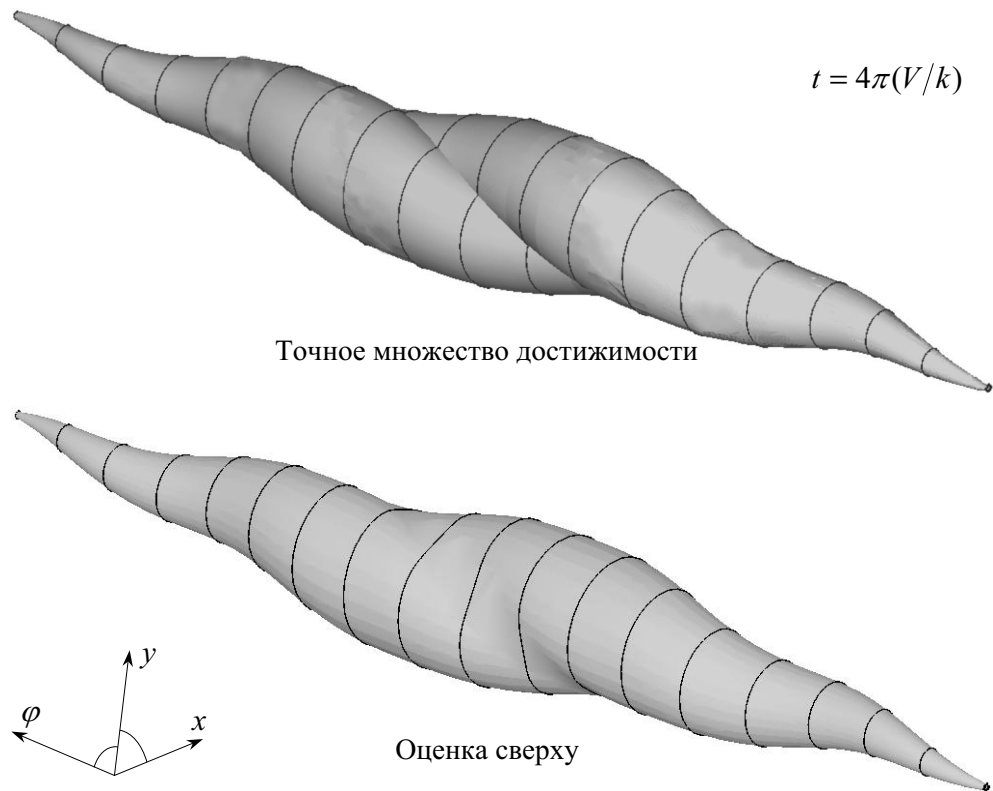 t = 4π(V/k)
Точное множество достижимости
y
φ
x
Оценка сверху